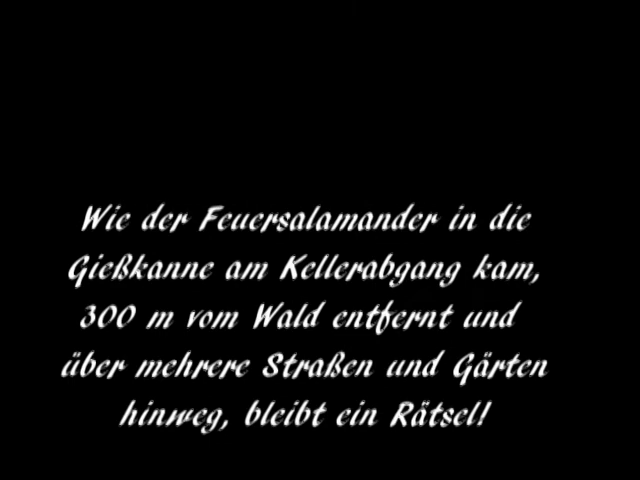 Wie der Feuersalamander in die
Gießkanne am Kellerabgang kam,
300 m vom Wald entfernt und
über mehrere Straßen und Gärten
hinweg, bleibt ein Rätsel!